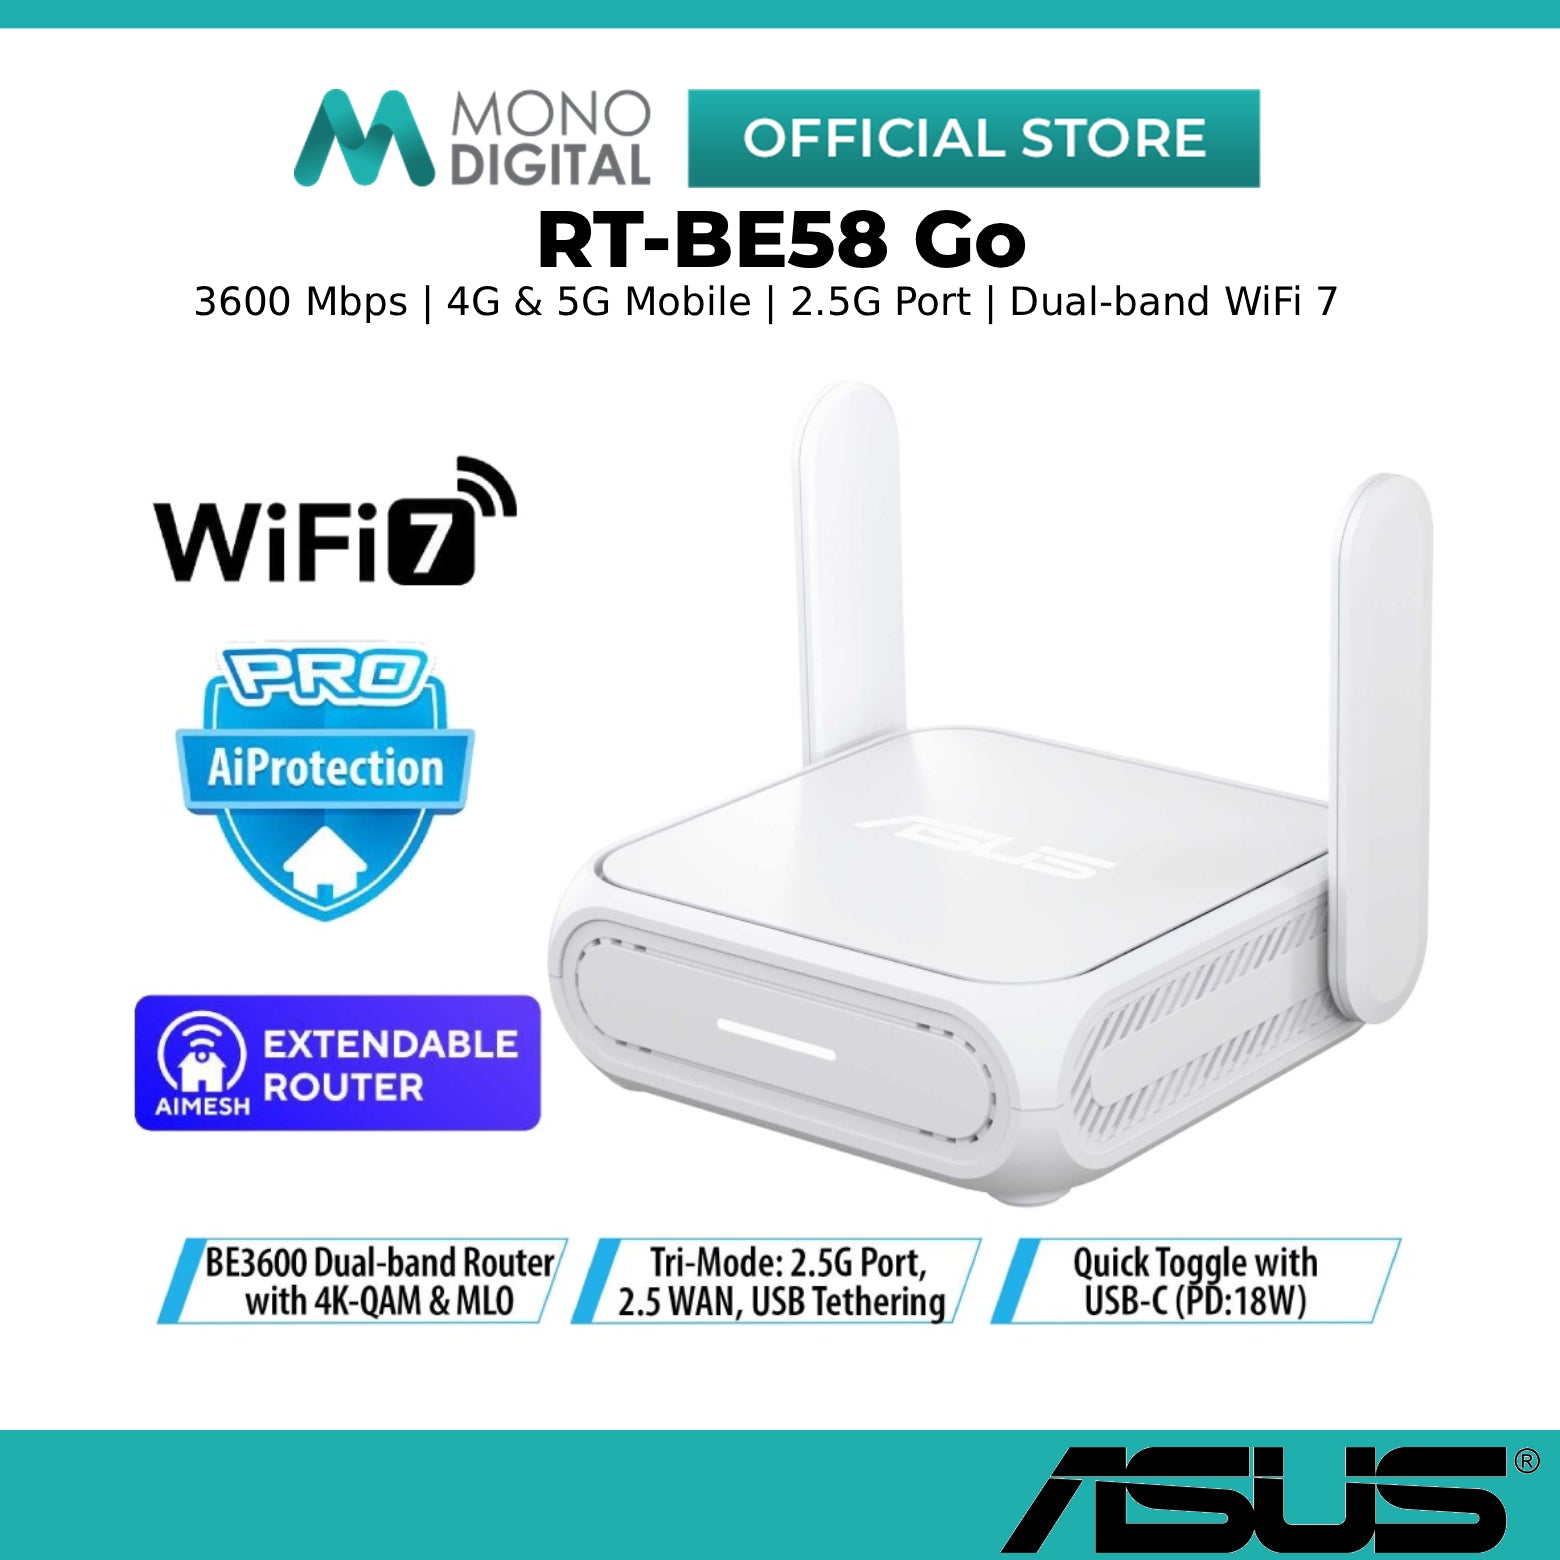 MONO
DIGITAL
OFFICIAL STORE
RT-BE58 Go
3600 Mbps | 4G & 5G Mobile | 2.5G Port | Dual-band WiFi 7
WiFi 7
PRO
AiProtection
AIMESH
EXTENDABLE
ROUTER
ASUS
BE3600 Dual-band Router
with 4K-QAM & MLO
Tri-Mode: 2.5G Port,
2.5 WAN, USB Tethering
Quick Toggle with
USB-C (PD:18W)
ASUS®